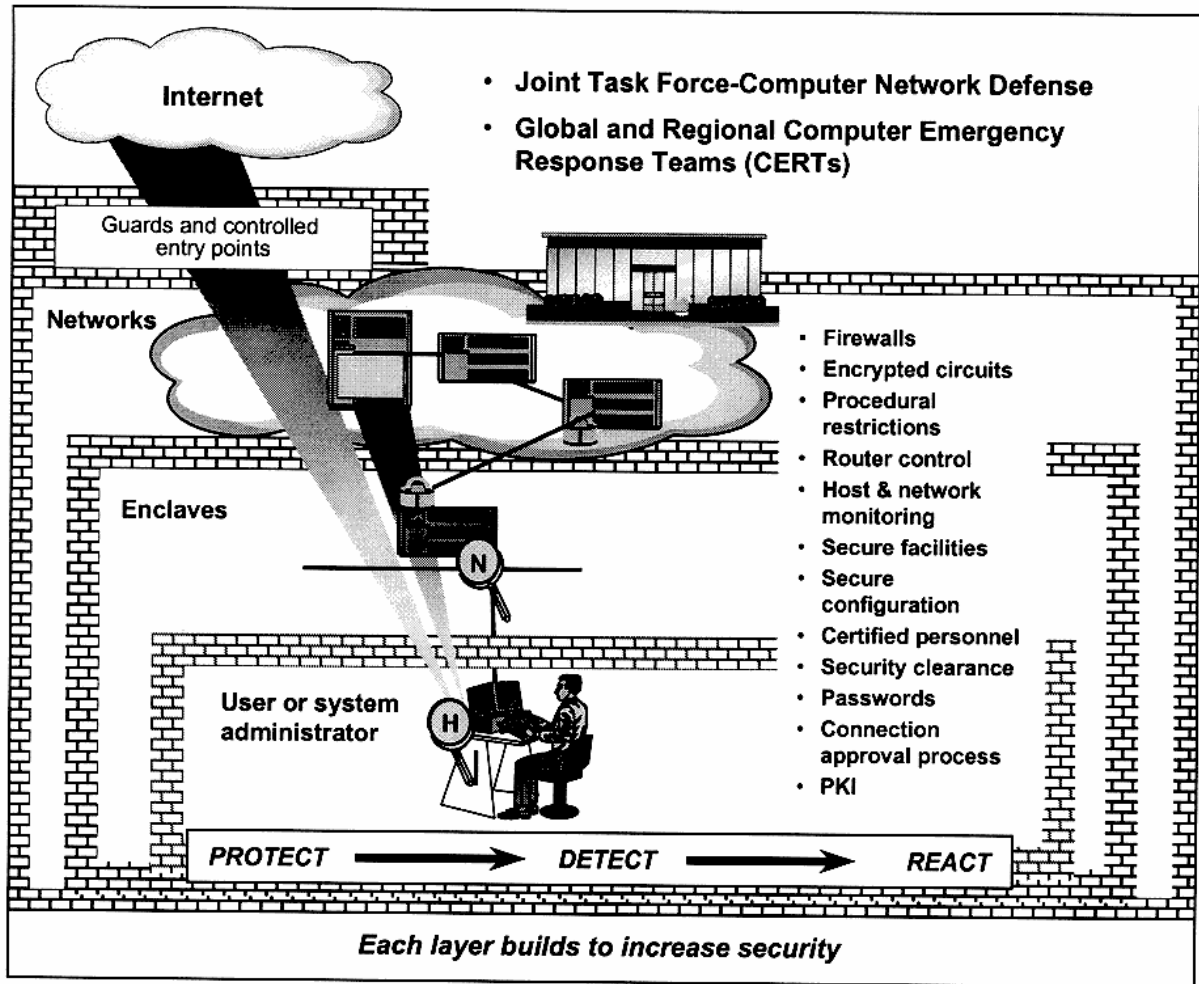 Internet
• Joint Task Force-Computer Network Defense
• Global and Regional Computer Emergency
Response Teams (CERTs)
Guards and controlled
entry points
Networks
• Firewalls
• Encrypted circuits
• Procedural
restrictions
• Router control
• Host & network
monitoring
• Secure facilities
• Secure
configuration
• Certified personnel
• Security clearance
• Passwords
• Connection
approval process
• PKI
Enclaves
N
User or system
administrator
H
PROTECT
DETECT
REACT
Each layer builds to increase security